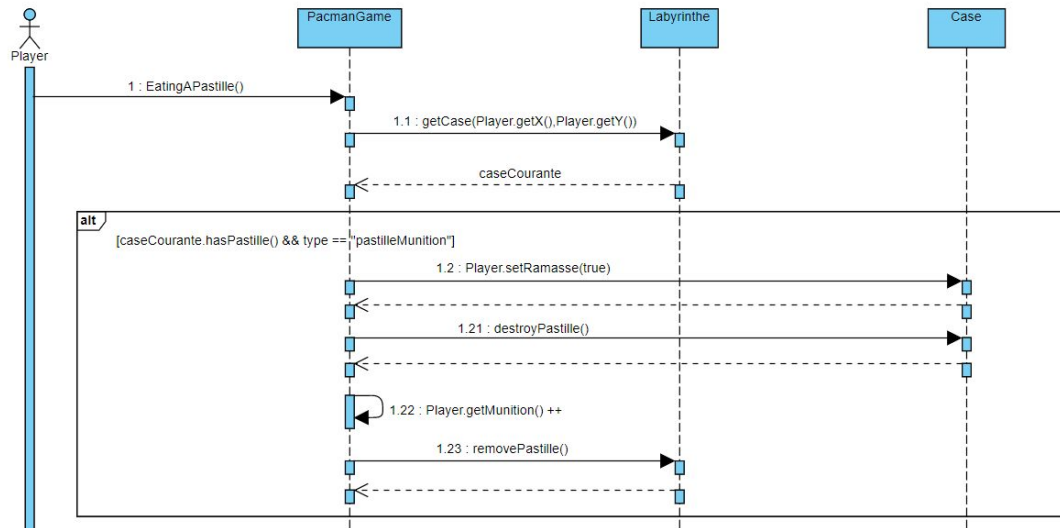 PacmanGame
Labyrinthe
Case
Player
1 : EatingAPastille()
1.1 : getCase(Player.getX(),Player.getY())
caseCourante
alt
[caseCourante.hasPastille() && type == "pastilleMunition"]
1.2 : Player.setRamasse(true)
1.21 : destroyPastille()
1.22 : Player.getMunition() ++
1.23 : removePastille()